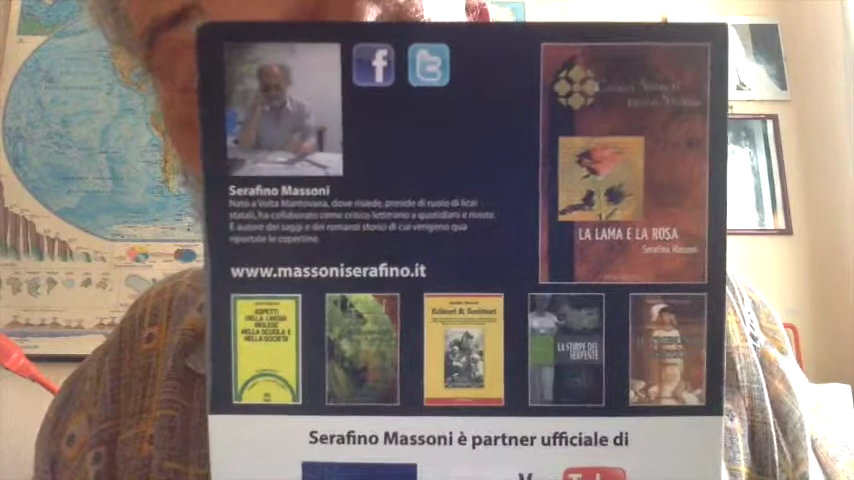 Serafino Massoni
Nato a Volta Mantovana, dove risiede, preside di ruolo di licei
statali, ha collaborato come critico letterario a quotidiani e riviste.
È autore dei saggi e dei romanzi storici di cui vengono qua
riportate le copertine.
www.massoniserafino.it
LA LAMA E LA ROSA
Serafino Massoni
ASPETTI
DELLA LINGUA
INGLESE
NELLA SCUOLA E
NELLA SOCIETÀ
Editori & Scrittori
LA STIRPE DEL
SERPENTE
Serafino Massoni è partner ufficiale di